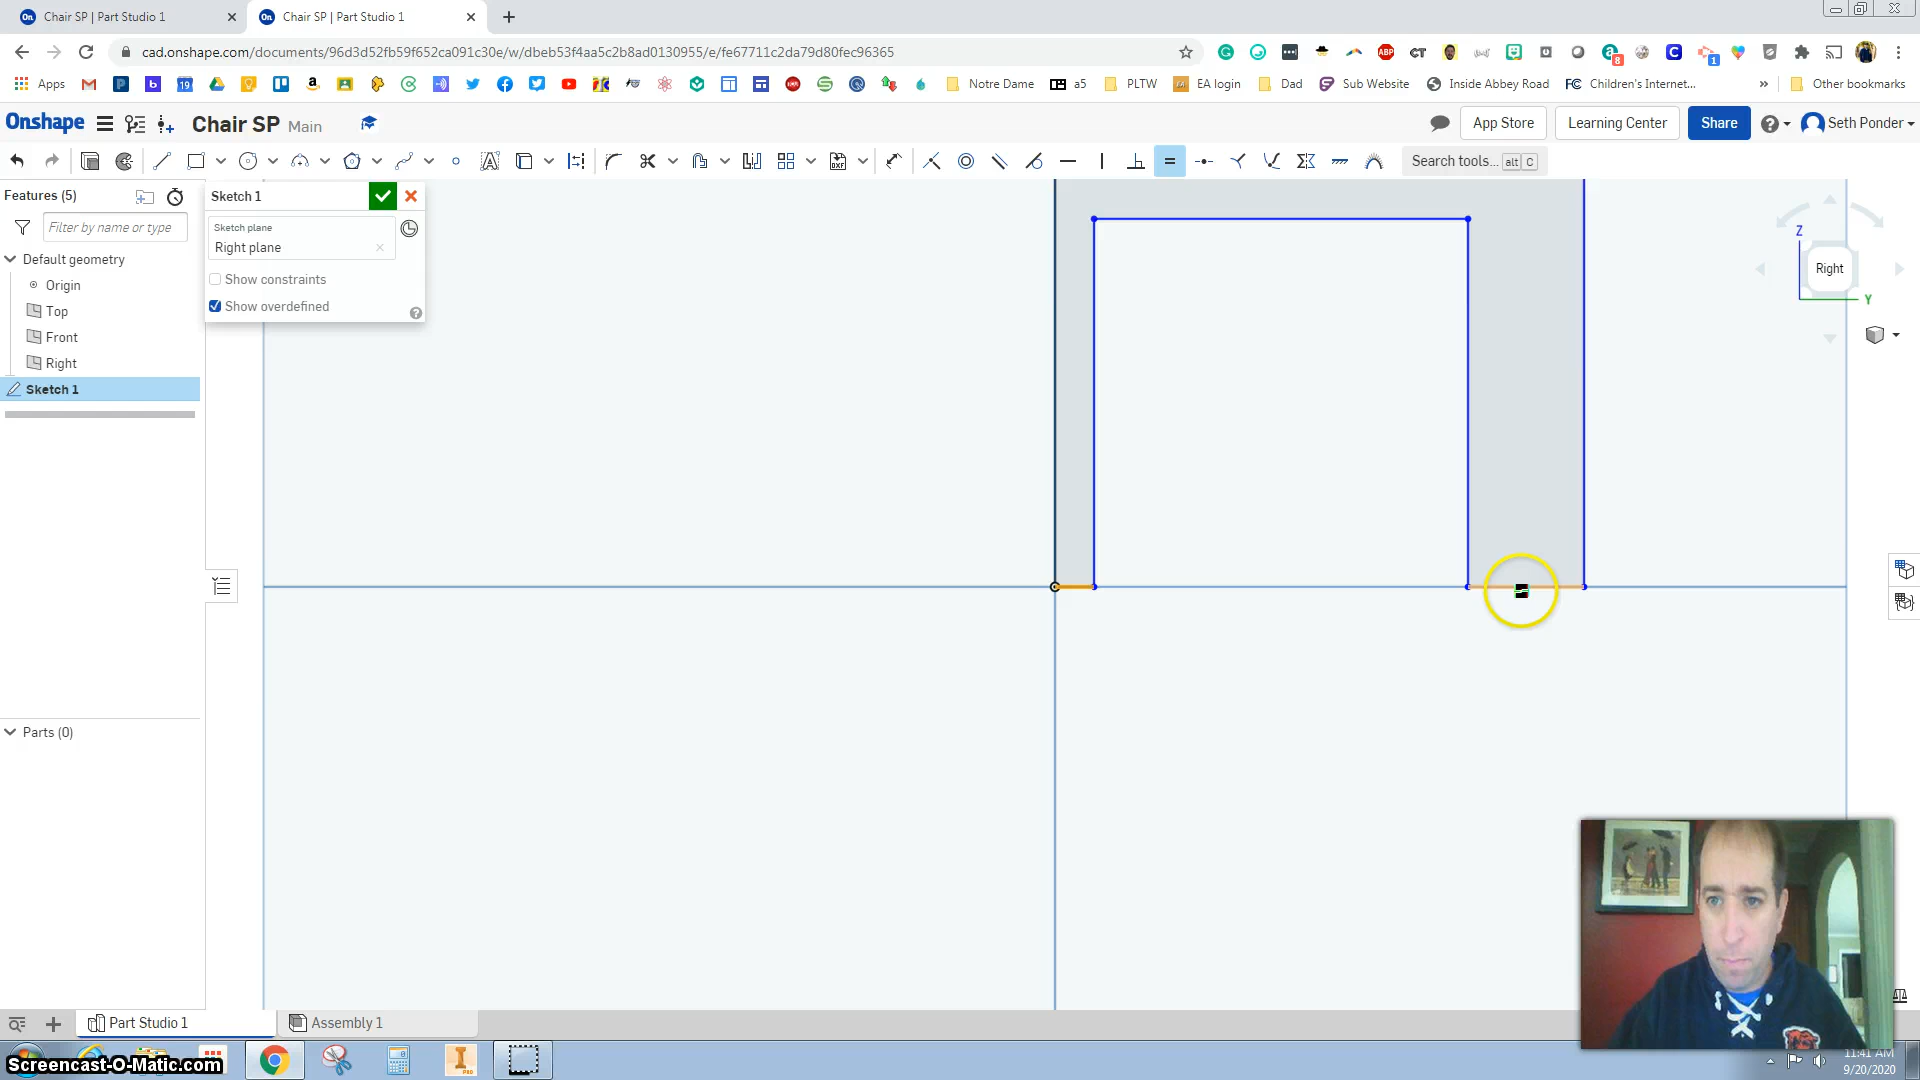 Chair SP | Part Studio 1
Chair SP | Part Studio 1
cad.onshape.com/documents/96d3d52fb59f652ca091c30e/w/dbeb53f4aa5c2b8ad0130955/e/fe67711c2da79d80fec96365
Apps
Notre Dame
a5
PLTW
EA login
Dad
Sub Website
Inside Abbey Road
Children's Internet...
Other bookmarks
Onshape
Chair SP Main
App Store
Learning Center
Share
Seth Ponder
Search tools... alt C
Features (5)
Filter by name or type
Default geometry
Origin
Top
Front
Right
Sketch 1
Sketch 1
Sketch plane
Right plane
Show constraints
Show overdefined
Z
Right
Y
Parts (0)
Part Studio 1
Assembly 1
Screencast-O-Matic.com
11:41 AM
9/20/2020